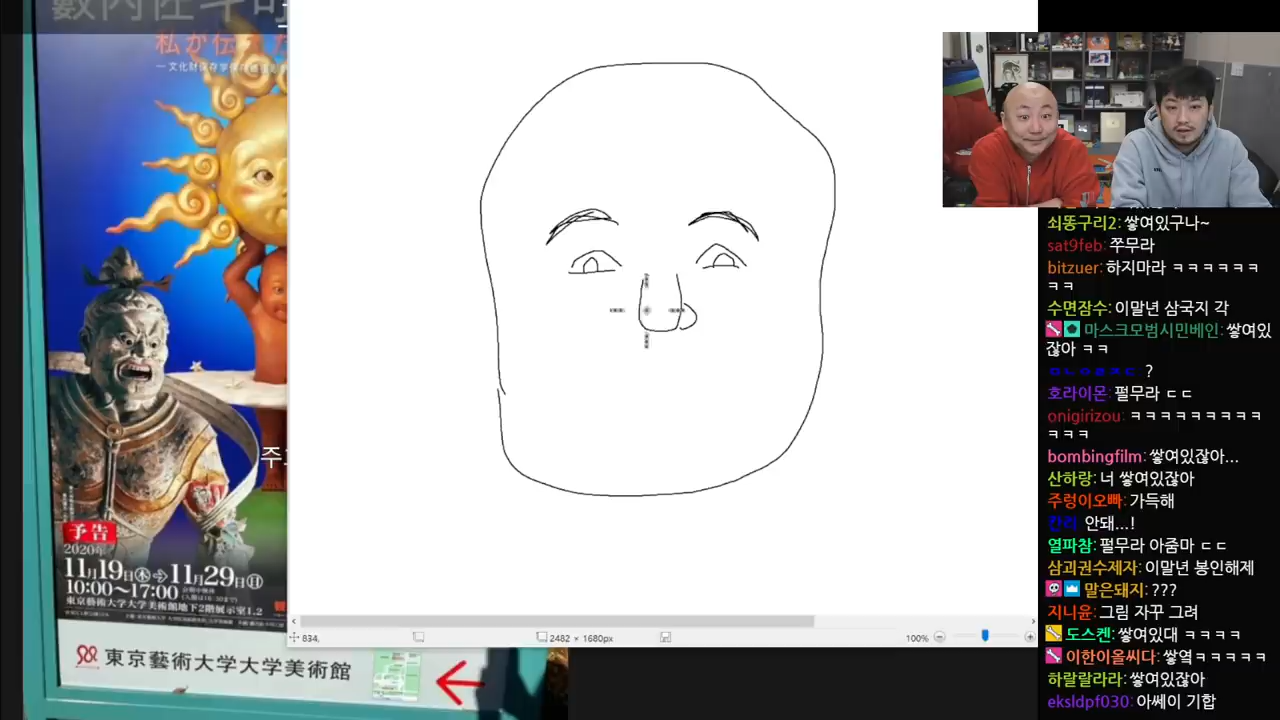 私が伝えた
―文化財保存学保存
予告
2020年
11月19日㊍⇨11月29日㊐
10:00〜17:00
東京藝術大学大学美術館地下2階展示室1.2
東京藝術大学大学美術館
834,
2482 × 1680px
100%
쇠똥구리2: 쌓여있구나~
sat9feb: 쭈무라
bitzuer: 하지마라 ㅋㅋㅋㅋㅋㅋ
ㅋㅋ
수면잠수: 이말년 삼국지 각
마스크모범시민베인: 쌓여있
잖아 ㅋㅋ
?
호라이몬: 펄무라 ㄷㄷ
onigirizou: ㅋㅋㅋㅋㅋㅋㅋㅋㅋ
ㅋㅋㅋ
bombingfilm: 쌓여있잖아...
산하랑: 너 쌓여있잖아
주렁이오빠: 가득해
칸리 안돼...!
열파참: 펄무라 아줌마 ㄷㄷ
삼괴권수제자: 이말년 봉인해제
말은돼지: ???
지니윤: 그림 자꾸 그려
도스켄: 쌓여있대 ㅋㅋㅋㅋ
이한이올씨다: 쌓역ㅋㅋㅋㅋㅋ
하랄랄라라: 쌓여있잖아
eksldpf030: 아쎄이 기합